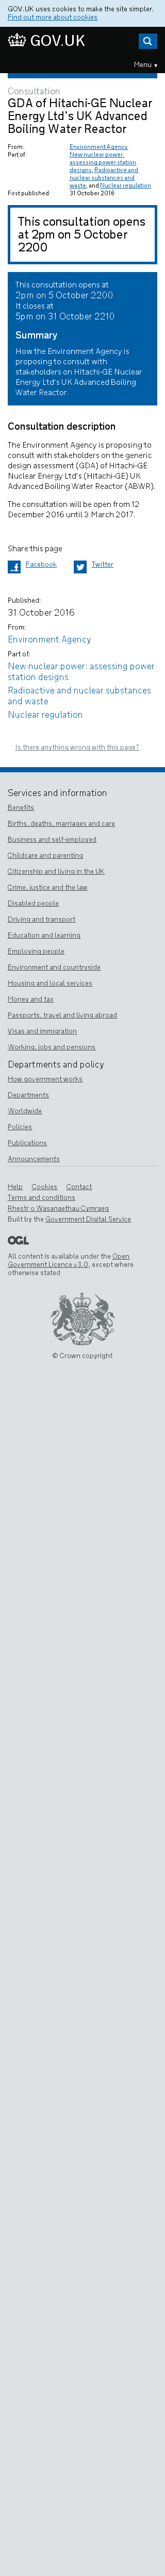 GOV.UK uses cookies to make the site simpler.
Find out more about cookies
GOV.UK
Menu ▾
Consultation
GDA of Hitachi-GE Nuclear
Energy Ltd's UK Advanced
Boiling Water Reactor
From: Environment Agency
Part of: New nuclear power:
assessing power station
designs, Radioactive and
nuclear substances and
waste, and Nuclear regulation
First published: 31 October 2016
This consultation opens
at 2pm on 5 October
2200
This consultation opens at
2pm on 5 October 2200
It closes at
5pm on 31 October 2210
Summary
How the Environment Agency is
proposing to consult with
stakeholders on Hitachi-GE Nuclear
Energy Ltd's UK Advanced Boiling
Water Reactor.
Consultation description
The Environment Agency is proposing to
consult with stakeholders on the generic
design assessment (GDA) of Hitachi-GE
Nuclear Energy Ltd's (Hitachi-GE) UK
Advanced Boiling Water Reactor (ABWR).
The consultation will be open from 12
December 2016 until 3 March 2017.
Share this page
Facebook Twitter
Published:
31 October 2016
From:
Environment Agency
Part of:
New nuclear power: assessing power
station designs
Radioactive and nuclear substances
and waste
Nuclear regulation
Is there anything wrong with this page?
Services and information
Benefits
Births, deaths, marriages and care
Business and self-employed
Childcare and parenting
Citizenship and living in the UK
Crime, justice and the law
Disabled people
Driving and transport
Education and learning
Employing people
Environment and countryside
Housing and local services
Money and tax
Passports, travel and living abroad
Visas and immigration
Working, jobs and pensions
Departments and policy
How government works
Departments
Worldwide
Policies
Publications
Announcements
Help Cookies Contact
Terms and conditions
Rhestr o Wasanaethau Cymraeg
Built by the Government Digital Service
OGL
All content is available under the Open
Government Licence v3.0, except where
otherwise stated
© Crown copyright